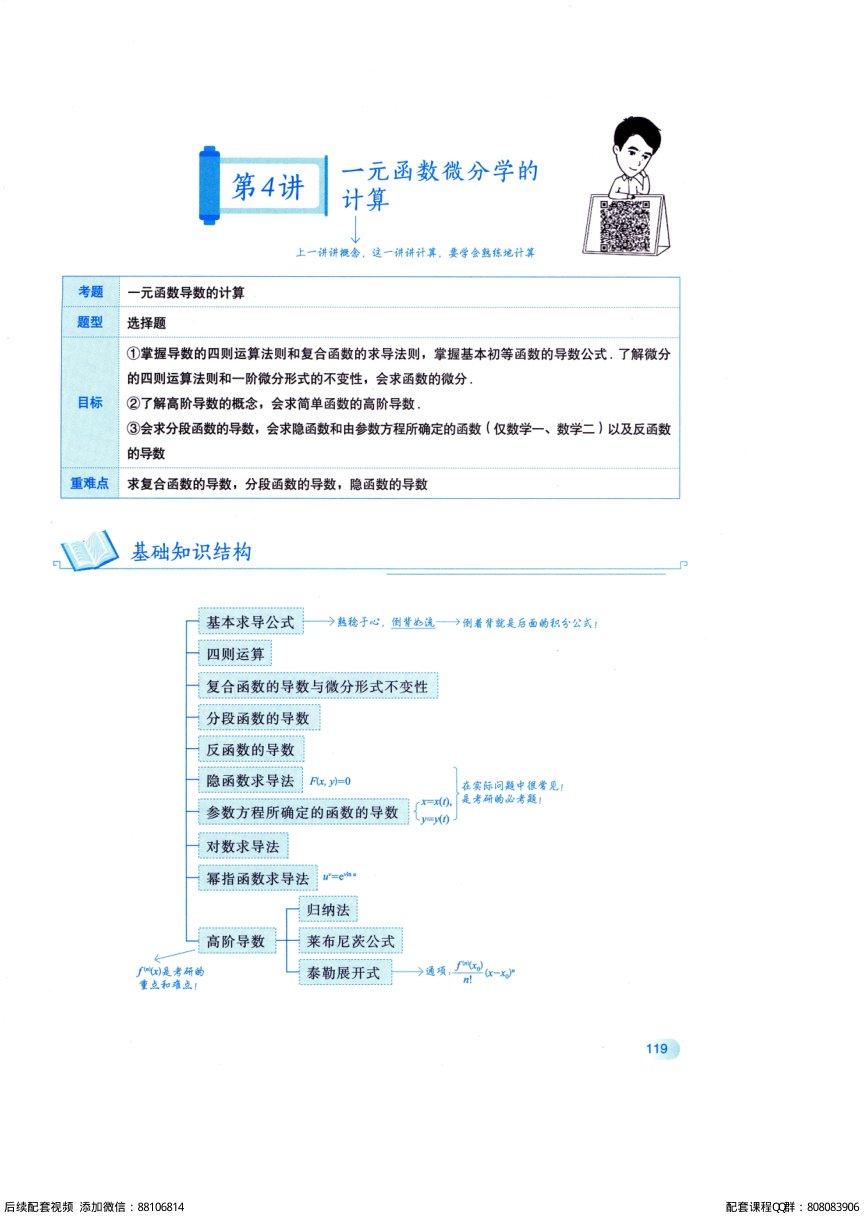 第4讲
一元函数微分学的
计算
上一讲讲概念，这一讲讲计算，要学会熟练地计算
考题
一元函数导数的计算
题型
选择题
目标
①掌握导数的四则运算法则和复合函数的求导法则，掌握基本初等函数的导数公式．了解微分
的四则运算法则和一阶微分形式的不变性，会求函数的微分．
②了解高阶导数的概念，会求简单函数的高阶导数．
③会求分段函数的导数，会求隐函数和由参数方程所确定的函数（仅数学一、数学二）以及反函数
的导数
重难点
求复合函数的导数，分段函数的导数，隐函数的导数
基础知识结构
基本求导公式 → 熟稔于心，倒背如流 → 倒着背就是后面的积分公式！
四则运算
复合函数的导数与微分形式不变性
分段函数的导数
反函数的导数
隐函数求导法 F(x, y)=0
在实际问题中很常见！
是考研的必考题！
参数方程所确定的函数的导数 { x=x(t),
y=y(t)
对数求导法
幂指函数求导法 uᵛ=e^{vln u}
归纳法
高阶导数
莱布尼茨公式
泰勒展开式 → 通项：f⁽ⁿ⁾(x₀)/n! (x−x₀)ⁿ
f⁽ⁿ⁾(x)是考研的
重点和难点！
119
后续配套视频 添加微信：88106814
配套课程QQ群：808083906